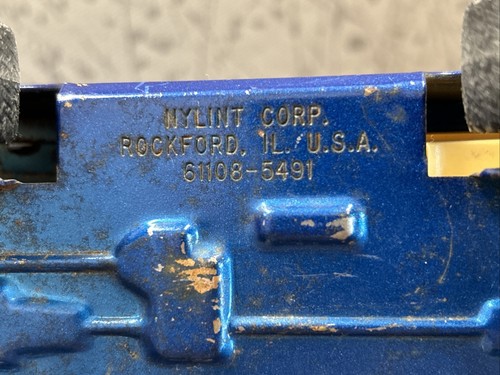 NYLINT CORP.
ROCKFORD, IL. U.S.A.
61108-5491